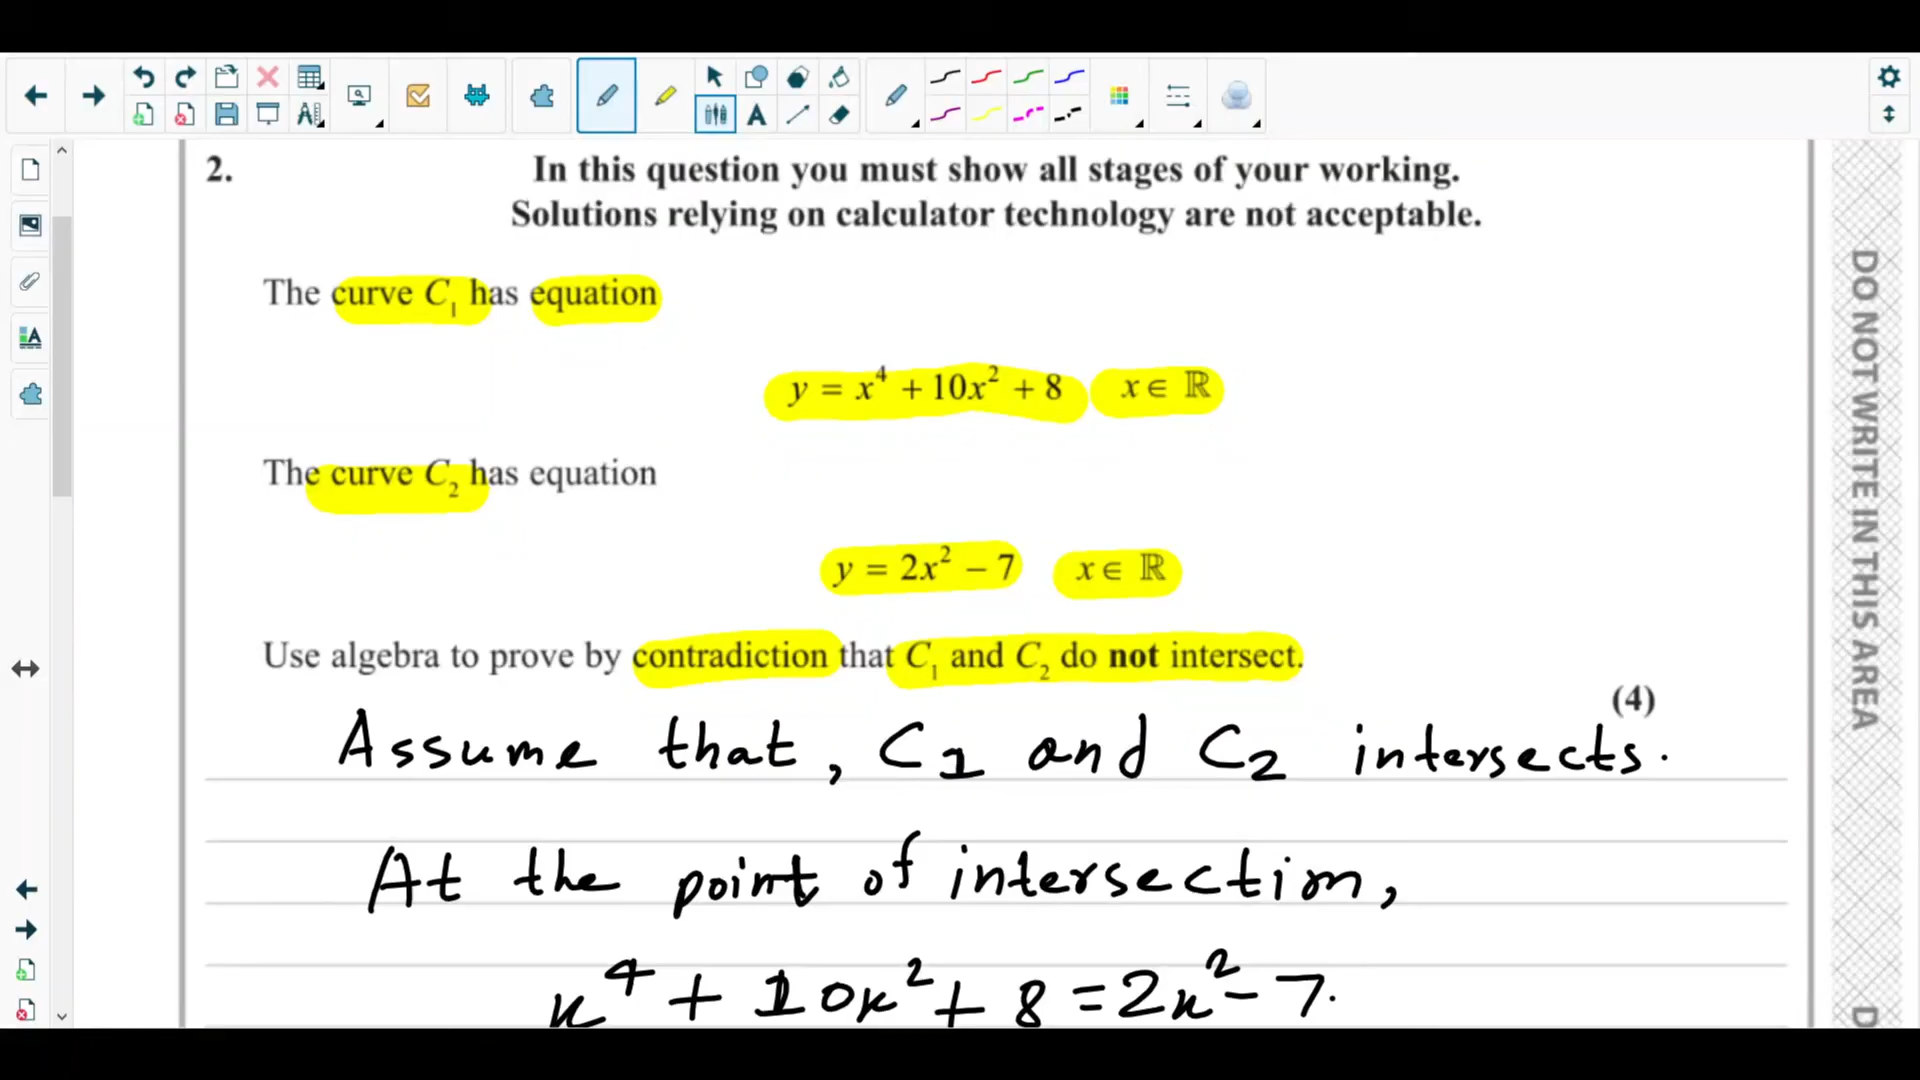 2. In this question you must show all stages of your working.
Solutions relying on calculator technology are not acceptable.
The curve C₁ has equation
y = x⁴ + 10x² + 8 x ∈ ℝ
The curve C₂ has equation
y = 2x² − 7 x ∈ ℝ
Use algebra to prove by contradiction that C₁ and C₂ do not intersect.
(4)
Assume that, C1 and C2 intersects.
At the point of intersection,
x⁴ + 10x² + 8 = 2x² − 7.
DO NOT WRITE IN THIS AREA
D